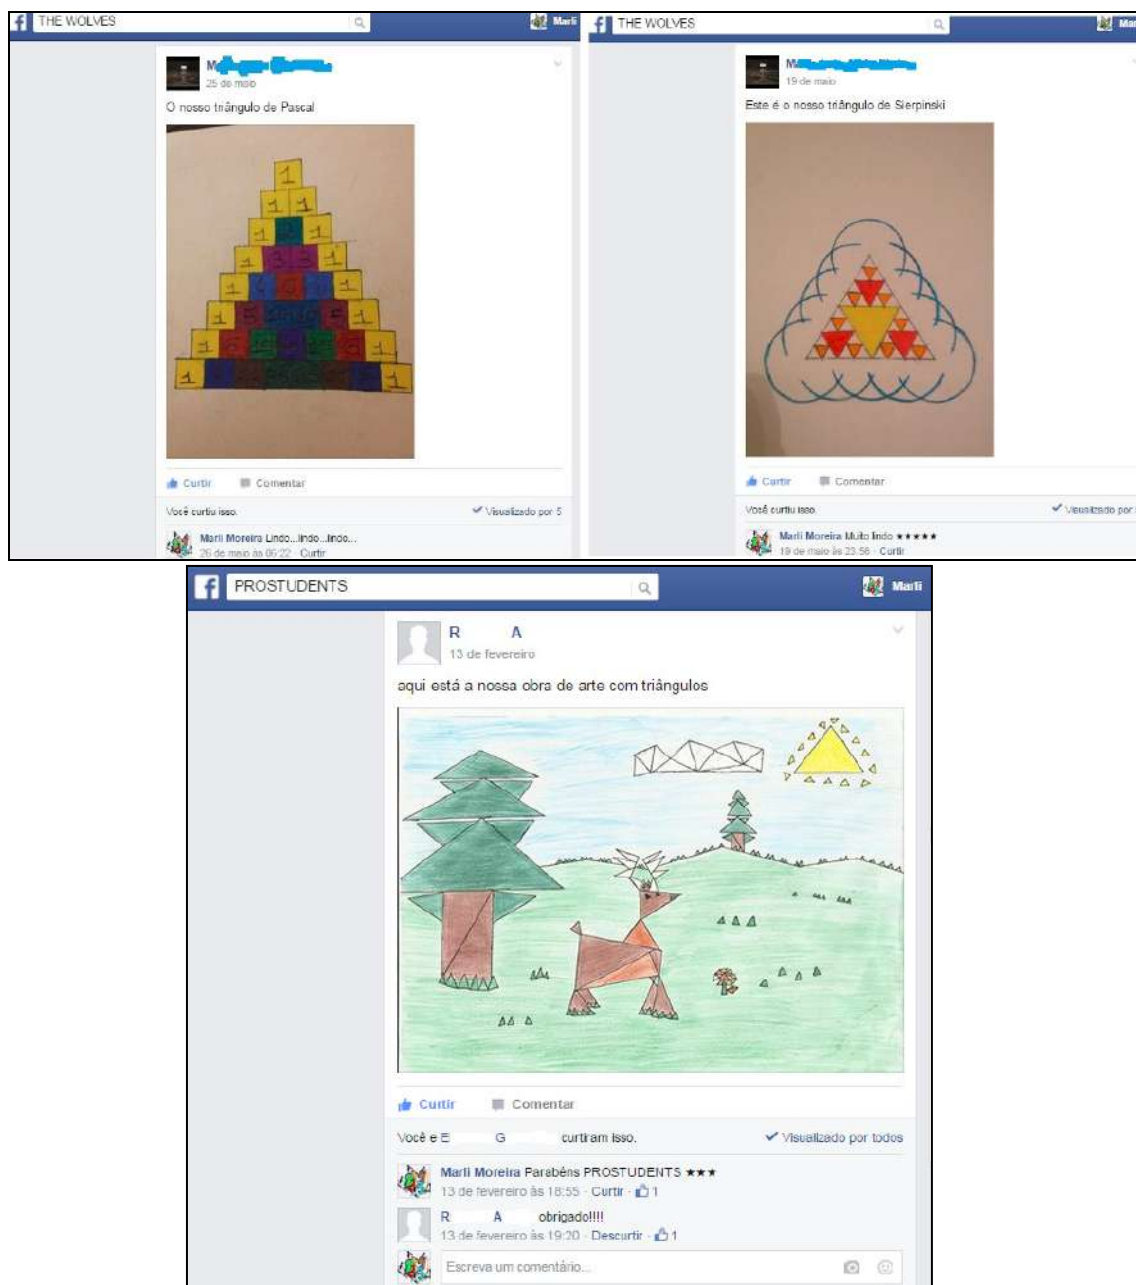 THE WOLVES
Marli
25 de maio
O nosso triângulo de Pascal
1
1 1
1 1
1 3 3 1
1 1
1 5 1
1 1
1 1
Curtir Comentar
Você curtiu isso. Visualizado por 5
Marli Moreira Lindo...lindo...lindo...
26 de maio às 06:22 · Curtir
THE WOLVES
19 de maio
Este é o nosso triângulo de Sierpinski
Curtir Comentar
Você curtiu isso. Visualizado por
Marli Moreira Muito lindo ★★★★★
19 de maio às 23:56 · Curtir
PROSTUDENTS
Marli
R A
13 de fevereiro
aqui está a nossa obra de arte com triângulos
Curtir Comentar
Você e E G curtiram isso. Visualizado por todos
Marli Moreira Parabéns PROSTUDENTS ★★★
13 de fevereiro às 18:55 · Curtir · 1
R A obrigado!!!!
13 de fevereiro às 19:20 · Descurtir · 1
Escreva um comentário...